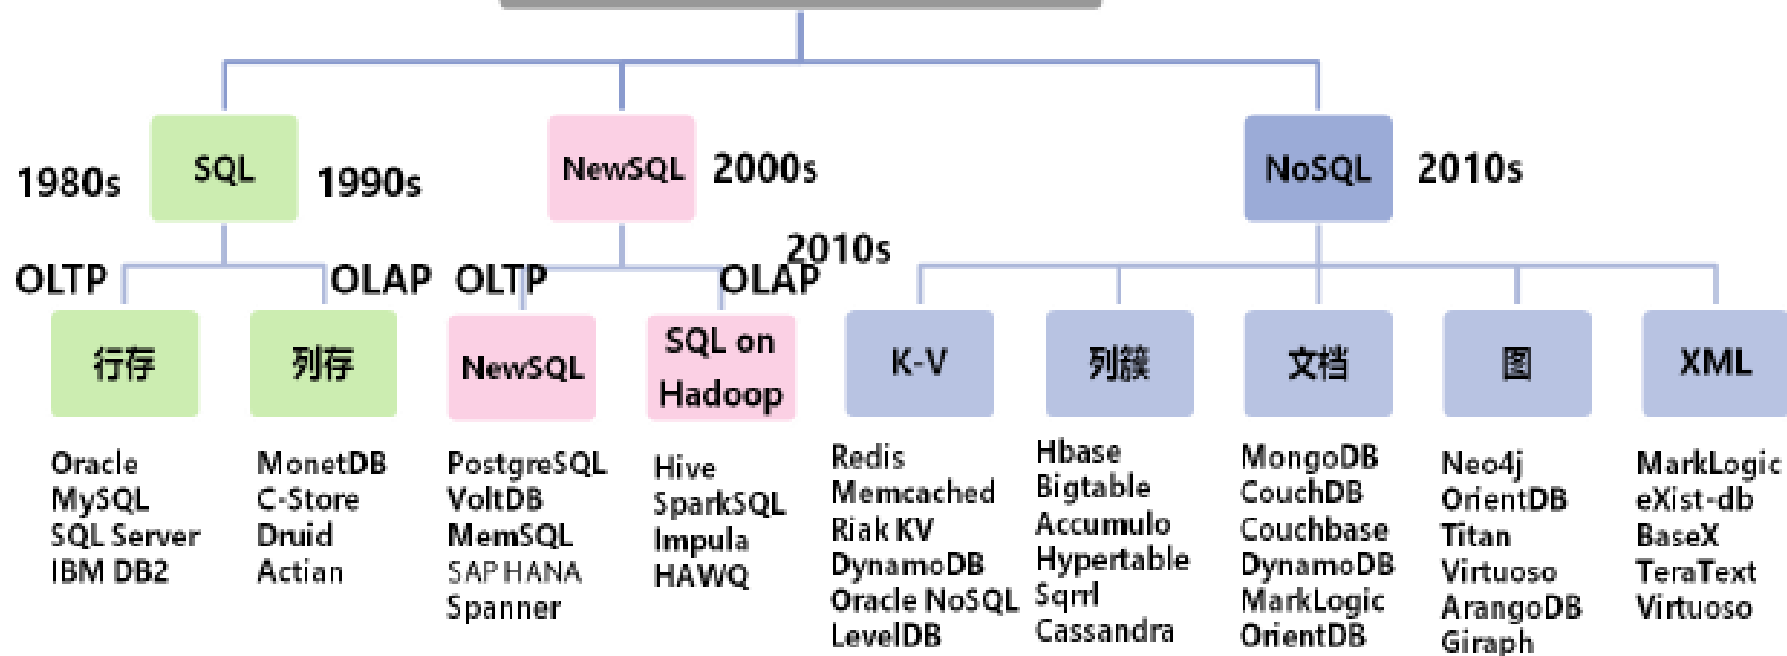 SQL
NewSQL
NoSQL
1980s
1990s
2000s
2010s
2010s
OLTP
OLAP
OLTP
OLAP
行存
列存
NewSQL
SQL on
Hadoop
K-V
列簇
文档
图
XML
Oracle
MySQL
SQL Server
IBM DB2
MonetDB
C-Store
Druid
Actian
PostgreSQL
VoltDB
MemSQL
SAP HANA
Spanner
Hive
SparkSQL
Impula
HAWQ
Redis
Memcached
Riak KV
DynamoDB
Oracle NoSQL
LevelDB
Hbase
Bigtable
Accumulo
Hypertable
Sqrrl
Cassandra
MongoDB
CouchDB
Couchbase
DynamoDB
MarkLogic
OrientDB
Neo4j
OrientDB
Titan
Virtuoso
ArangoDB
Giraph
MarkLogic
eXist-db
BaseX
TeraText
Virtuoso